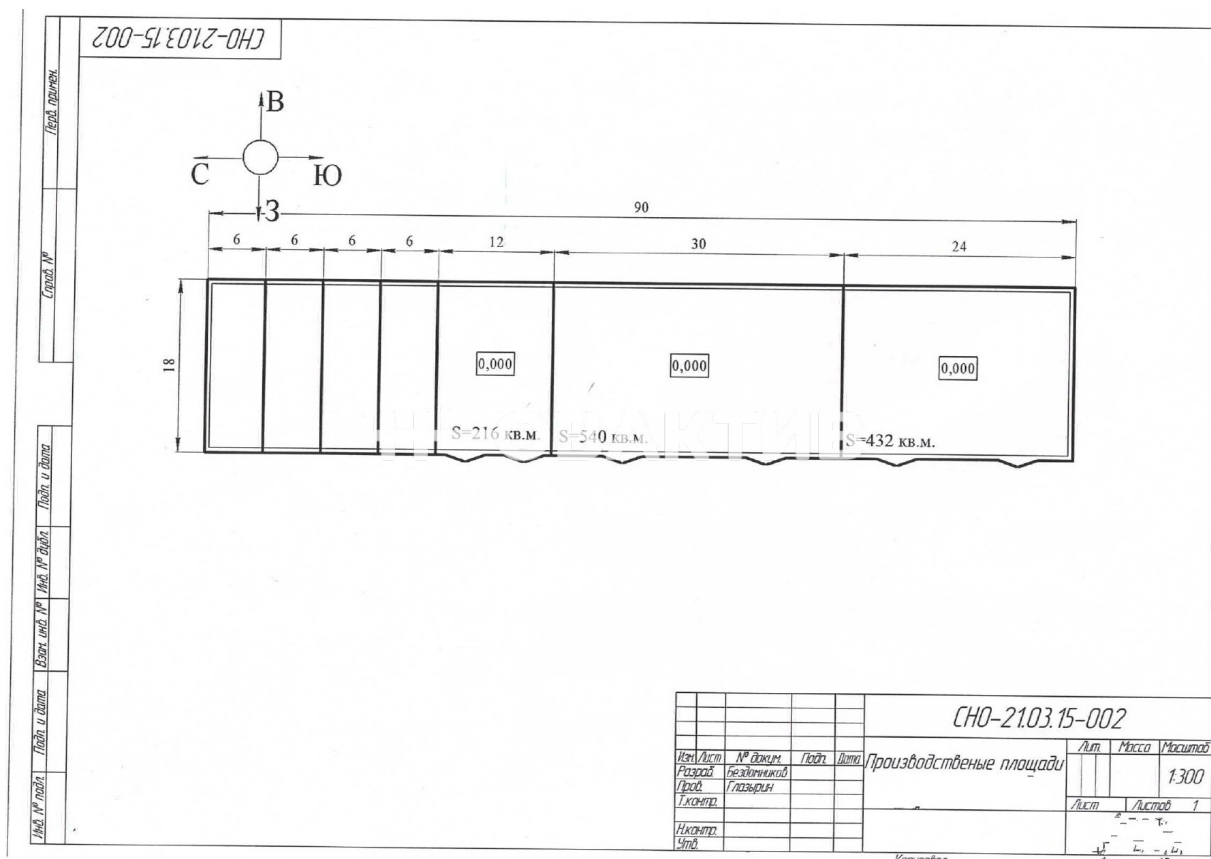 СНО-21.03.15-002
Перв. примен.
Справ. №
Подп. и дата
Инв. № дубл.
Взам. инв. №
Подп. и дата
Инв. № подл.
В
С
Ю
З
90
6 6 6 6 12 30 24
18
0,000 0,000 0,000
S=216 кв.м. S=540 кв.м. S=432 кв.м.
СНО-21.03.15-002
Изм. Лист № докум. Подп. Дата
Разраб. Бездомников
Пров. Глазырин
Т.контр.
Н.контр.
Утв.
Производственые площади
Лит. Масса Масштаб
1:300
Лист Листов 1